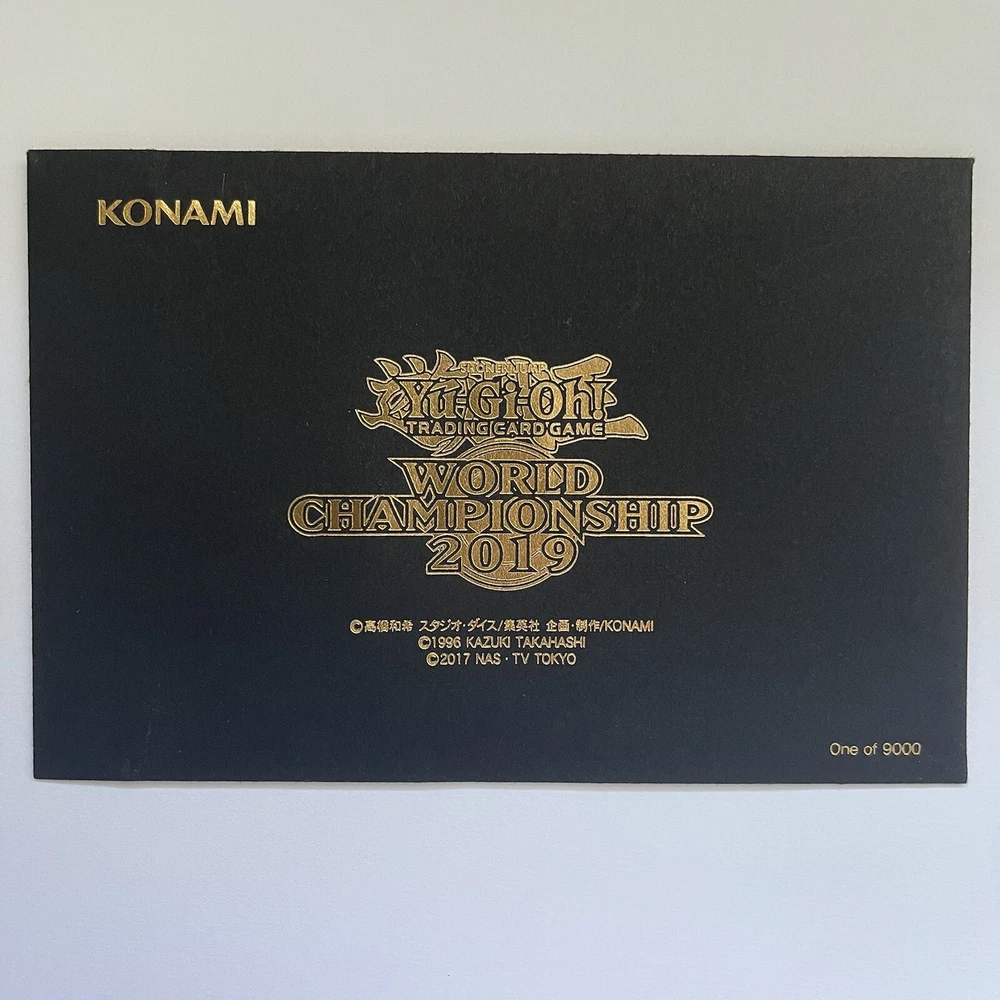 KONAMI
SHONEN JUMP
Yu-Gi-Oh!
TRADING CARD GAME
WORLD
CHAMPIONSHIP
2019
©高橋和希 スタジオ・ダイス/集英社 企画・制作/KONAMI
©1996 KAZUKI TAKAHASHI
©2017 NAS・TV TOKYO
One of 9000